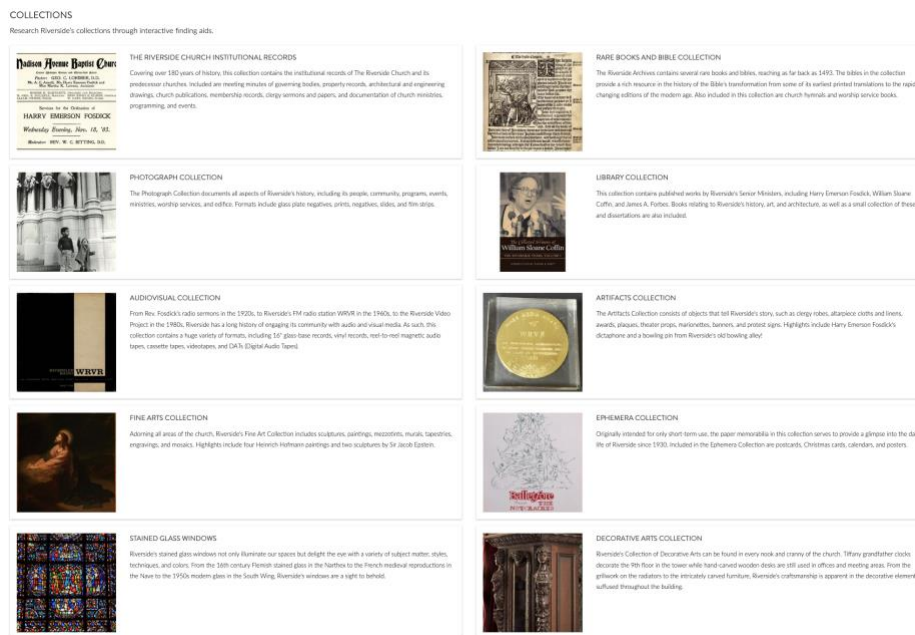 COLLECTIONS
Research Riverside's collections through interactive finding aids.
Madison Avenue Baptist Church
HARRY EMERSON FOSDICK
Wednesday Evening, Nov. 18, '03.
Moderator REV. W. C. BITTING, D.D.
THE RIVERSIDE CHURCH INSTITUTIONAL RECORDS
Covering over 180 years of history, this collection contains the institutional records of The Riverside Church and its
predecessor churches. Included are meeting minutes of governing bodies, property records, architectural and engineering
drawings, church publications, membership records, clergy sermons and papers, and documentation of church ministries,
programming, and events.
RARE BOOKS AND BIBLE COLLECTION
The Riverside Archives contains several rare books and bibles, reaching as far back as 1493. The bibles in the collection
provide a rich resource in the history of the Bible's transformation from some of its earliest printed translations to the
changing editions of the modern age. Also included in this collection are church hymnals and worship service books.
PHOTOGRAPH COLLECTION
The Photograph Collection documents all aspects of Riverside's history, including its people, community, programs, events,
ministries, worship services, and edifice. Formats include glass plate negatives, prints, negatives, slides, and film strips.
William Sloane Coffin
LIBRARY COLLECTION
This collection contains published works by Riverside's Senior Ministers, including Harry Emerson Fosdick, William Sloane
Coffin, and James A. Forbes. Books relating to Riverside's history, art, and architecture, as well as a small collection of these
and dissertations are also included.
WRVR
AUDIOVISUAL COLLECTION
From Rev. Fosdick's radio sermons in the 1920s, to Riverside's FM radio station WRVR in the 1960s, to the Riverside Video
Project in the 1980s, Riverside has a long history of engaging its community with audio and visual media. As such, this
collection contains a huge variety of formats, including 16" glass-base records, vinyl records, reel-to-reel magnetic audio
tapes, cassette tapes, videotapes, and DATs (Digital Audio Tapes).
ARTIFACTS COLLECTION
The Artifacts Collection consists of objects that tell Riverside's story, such as clergy robes, altarpiece cloths and linens,
awards, plaques, theater props, marionettes, banners, and protest signs. Highlights include Harry Emerson Fosdick's
dictaphone and a bowling pin from Riverside's old bowling alley!
FINE ARTS COLLECTION
Adorning all areas of the church, Riverside's Fine Art Collection includes sculptures, paintings, mezzotints, murals, tapestries,
engravings, and mosaics. Highlights include four Heinrich Hofmann paintings and two sculptures by Sir Jacob Epstein.
EPHEMERA COLLECTION
Originally intended for only short-term use, the paper memorabilia in this collection serves to provide a glimpse into the da
life of Riverside since 1930. Included in the Ephemera Collection are postcards, Christmas cards, calendars, and posters.
STAINED GLASS WINDOWS
Riverside's stained glass windows not only illuminate our spaces but delight the eye with a variety of subject matter, styles,
techniques, and colors. From the 16th century Flemish stained glass in the Narthex to the French medieval reproductions in
the Nave to the 1950s modern glass in the South Wing, Riverside's windows are a sight to behold.
DECORATIVE ARTS COLLECTION
Riverside's Collection of Decorative Arts can be found in every nook and cranny of the church. Tiffany grandfather clocks
decorate the 9th floor in the tower while hand-carved wooden desks are still used in offices and meeting areas. From the
grillwork on the radiators to the intricately carved furniture, Riverside's craftmanship is apparent in the decorative elemen
suffused throughout the building.